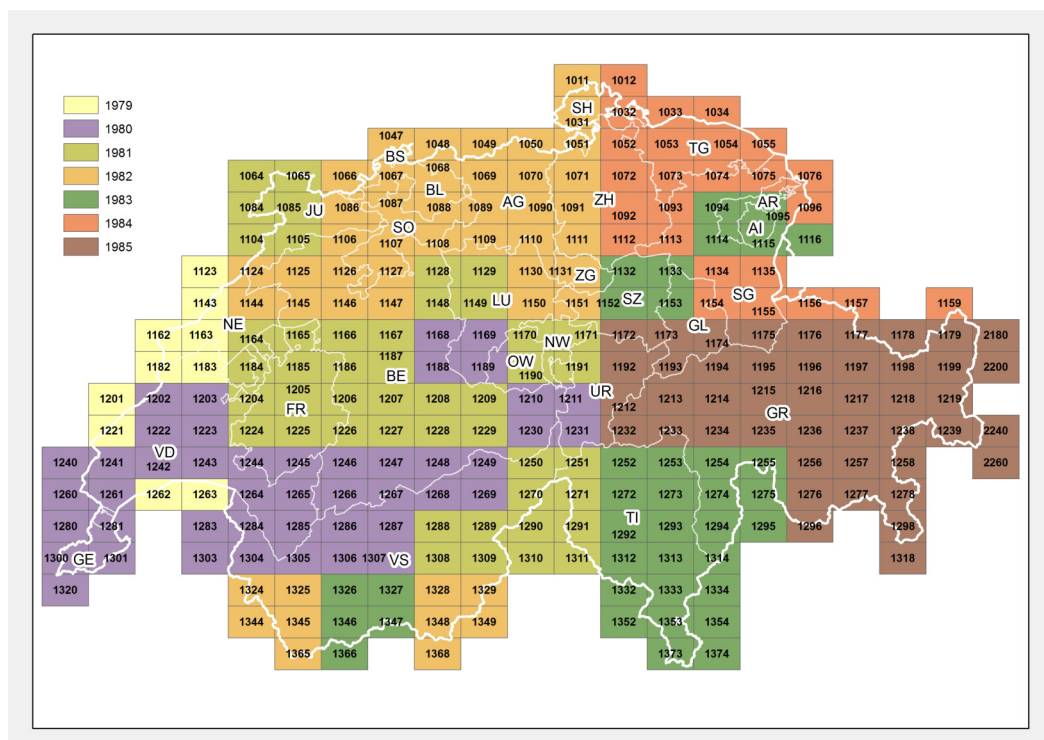 1979
1980
1981
1982
1983
1984
1985
1011 1012
SH
1031 1032 1033 1034
1047 1048 1049 1050 1051 1052 1053 1054 1055
BS TG
1064 1065 1066 1067 1068 1069 1070 1071 1072 1073 1074 1075 1076
BL
1084 1085 1086 1087 1088 1089 1090 1091 1092 1093 1094 1095 1096
JU SO AG ZH AR AI
1104 1105 1106 1107 1108 1109 1110 1111 1112 1113 1114 1115 1116
1123 1124 1125 1126 1127 1128 1129 1130 1131 1132 1133 1134 1135
ZG
1143 1144 1145 1146 1147 1148 1149 1150 1151 1152 1153 1154 1155 1156 1157 1159
LU SZ SG
1162 1163 1164 1165 1166 1167 1168 1169 1170 1171 1172 1173 1174 1175 1176 1177 1178 1179 2180
NE NW GL
1182 1183 1184 1185 1186 1187 1188 1189 1190 1191 1192 1193 1194 1195 1196 1197 1198 1199 2200
BE OW
1201 1202 1203 1204 1205 1206 1207 1208 1209 1210 1211 1212 1213 1214 1215 1216 1217 1218 1219
FR UR GR
1221 1222 1223 1224 1225 1226 1227 1228 1229 1230 1231 1232 1233 1234 1235 1236 1237 1238 1239 2240
VD
1240 1241 1242 1243 1244 1245 1246 1247 1248 1249 1250 1251 1252 1253 1254 1255 1256 1257 1258 2260
1260 1261 1262 1263 1264 1265 1266 1267 1268 1269 1270 1271 1272 1273 1274 1275 1276 1277 1278
TI
1280 1281 1283 1284 1285 1286 1287 1288 1289 1290 1291 1292 1293 1294 1295 1296 1298
1300 GE 1301 1303 1304 1305 1306 1307 VS 1308 1309 1310 1311 1312 1313 1314 1318
1320 1324 1325 1326 1327 1328 1329 1332 1333 1334
1344 1345 1346 1347 1348 1349 1352 1353 1354
1365 1366 1368 1373 1374